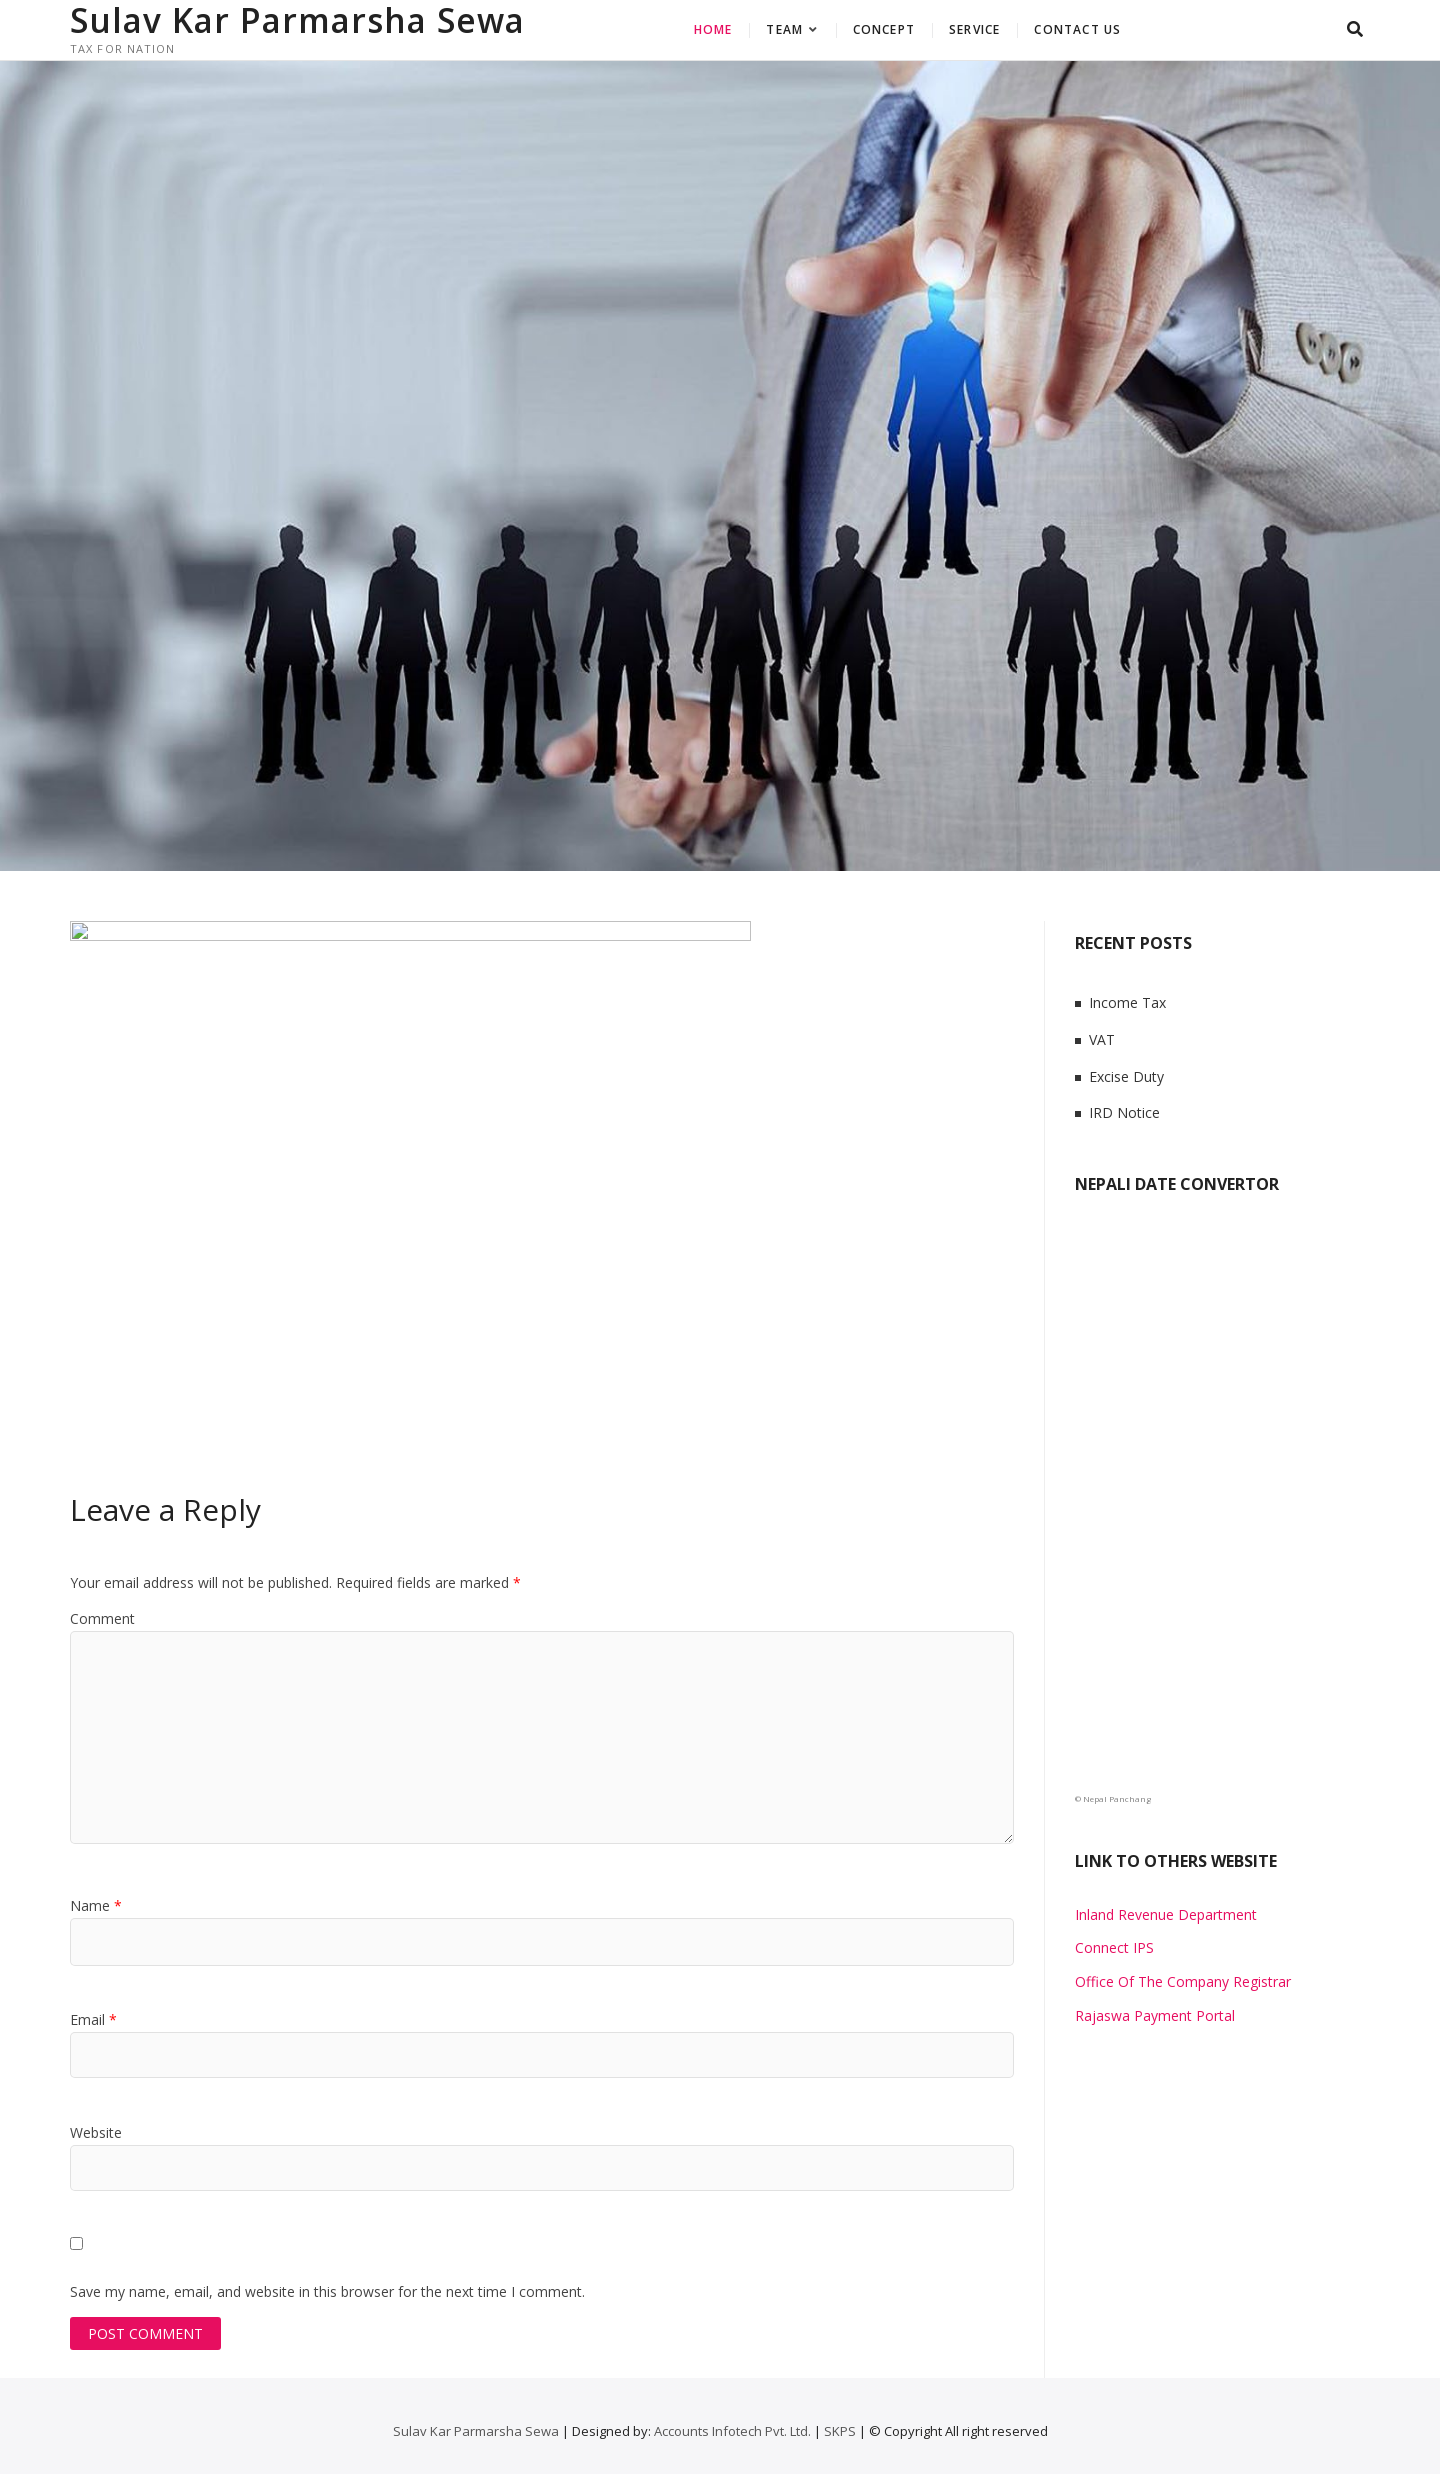 Sulav Kar Parmarsha Sewa
TAX FOR NATION
HOME TEAM CONCEPT SERVICE CONTACT US
RECENT POSTS
Income Tax
VAT
Excise Duty
IRD Notice
NEPALI DATE CONVERTOR
© Nepal Panchang
LINK TO OTHERS WEBSITE
Inland Revenue Department
Connect IPS
Office Of The Company Registrar
Rajaswa Payment Portal
Leave a Reply
Your email address will not be published. Required fields are marked *
Comment
Name *
Email *
Website
Save my name, email, and website in this browser for the next time I comment.
POST COMMENT
Sulav Kar Parmarsha Sewa | Designed by: Accounts Infotech Pvt. Ltd. | SKPS | © Copyright All right reserved